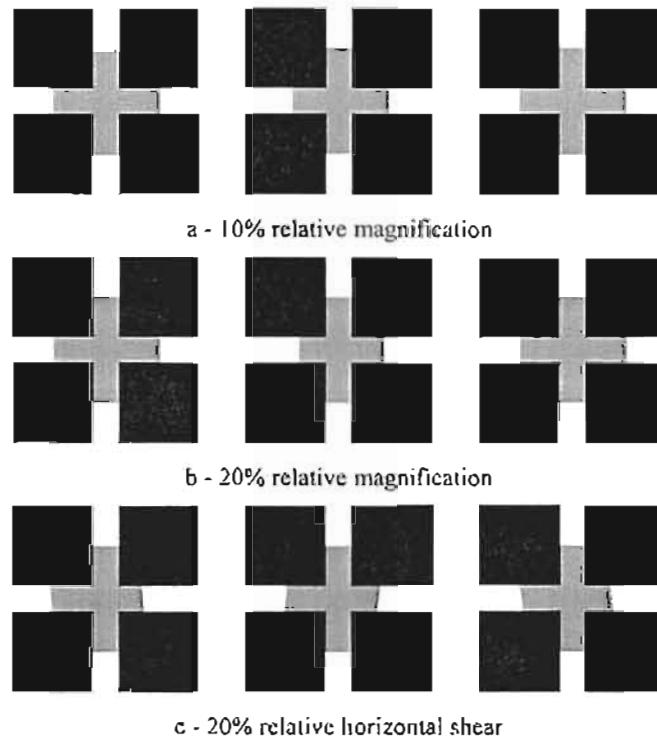 a - 10% relative magnification
b - 20% relative magnification
c - 20% relative horizontal shear